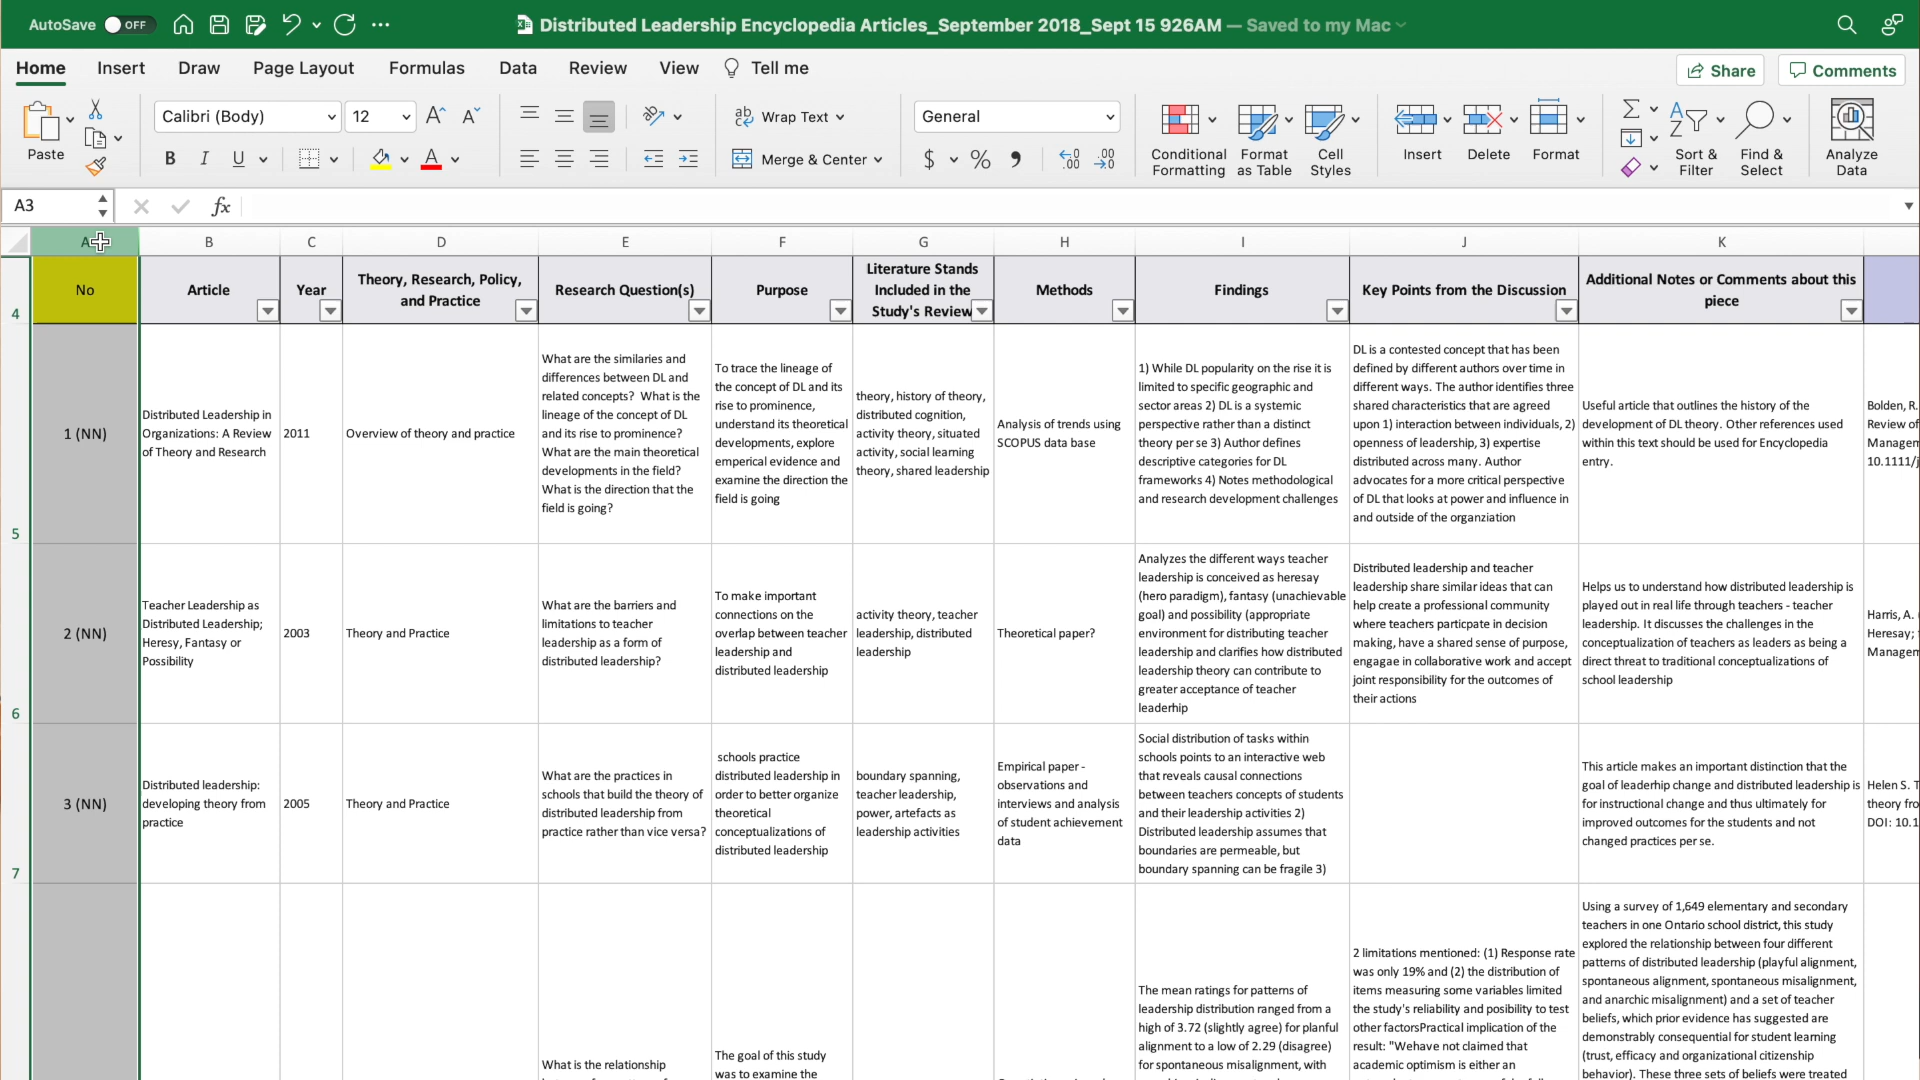 AutoSave OFF
Distributed Leadership Encyclopedia Articles_September 2018_Sept 15 926AM — Saved to my Mac
Home Insert Draw Page Layout Formulas Data Review View Tell me
Share Comments
Paste
Calibri (Body) 12
B I U A
ab Wrap Text
Merge & Center
General
$ % 
Conditional Formatting
Format as Table
Cell Styles
Insert
Delete
Format
Sort & Filter
Find & Select
Analyze Data
A3 fx
A B C D E F G H I J K
4
No
Article
Year
Theory, Research, Policy,
and Practice
Research Question(s)
Purpose
Literature Stands
Included in the
Study's Review
Methods
Findings
Key Points from the Discussion
Additional Notes or Comments about this
piece
5
1 (NN)
Distributed Leadership in
Organizations: A Review
of Theory and Research
2011
Overview of theory and practice
What are the similaries and
differences between DL and
related concepts?  What is the
lineage of the concept of DL
and its rise to prominence?
What are the main theoretical
developments in the field?
What is the direction that the
field is going?
To trace the lineage of
the concept of DL and its
rise to prominence,
understand its theoretical
developments, explore
emperical evidence and
examine the direction the
field is going
theory, history of theory,
distributed cognition,
activity theory, situated
activity, social learning
theory, shared leadership
Analysis of trends using
SCOPUS data base
1) While DL popularity on the rise it is
limited to specific geographic and
sector areas 2) DL is a systemic
perspective rather than a distinct
theory per se 3) Author defines
descriptive categories for DL
frameworks 4) Notes methodological
and research development challenges
DL is a contested concept that has been
defined by different authors over time in
different ways. The author identifies three
shared characteristics that are agreed
upon 1) interaction between individuals, 2)
openness of leadership, 3) expertise
distributed across many. Author
advocates for a more critical perspective
of DL that looks at power and influence in
and outside of the organziation
Useful article that outlines the history of the
development of DL theory. Other references used
within this text should be used for Encyclopedia
entry.
Bolden, R.
Review of
Managem
10.1111/j
6
2 (NN)
Teacher Leadership as
Distributed Leadership;
Heresy, Fantasy or
Possibility
2003
Theory and Practice
What are the barriers and
limitations to teacher
leadership as a form of
distributed leadership?
To make important
connections on the
overlap between teacher
leadership and
distributed leadership
activity theory, teacher
leadership, distributed
leadership
Theoretical paper?
Analyzes the different ways teacher
leadership is conceived as heresay
(hero paradigm), fantasy (unachievable
goal) and possibility (appropriate
environment for distributing teacher
leadership and clarifies how distributed
leadership theory can contribute to
greater acceptance of teacher
leaderhip
Distributed leadership and teacher
leadership share similar ideas that can
help create a professional community
where teachers partcipate in decision
making, have a shared sense of purpose,
engagae in collaborative work and accept
joint responsibility for the outcomes of
their actions
Helps us to understand how distributed leadership is
played out in real life through teachers - teacher
leadership. It discusses the challenges in the
conceptualization of teachers as leaders as being a
direct threat to traditional conceptualizations of
school leadership
Harris, A.
Heresay;
Managem
7
3 (NN)
Distributed leadership:
developing theory from
practice
2005
Theory and Practice
What are the practices in
schools that build the theory of
distributed leadership from
practice rather than vice versa?
schools practice
distributed leadership in
order to better organize
theoretical
conceptualizations of
distributed leadership
boundary spanning,
teacher leadership,
power, artefacts as
leadership activities
Empirical paper -
observations and
interviews and analysis
of student achievement
data
Social distribution of tasks within
schools points to an interactive web
that reveals causal connections
between teachers concepts of students
and their leadership activities 2)
Distributed leadership assumes that
boundaries are permeable, but
boundary spanning can be fragile 3)
This article makes an important distinction that the
goal of leaderhip change and distributed leadership is
for instructional change and thus ultimately for
improved outcomes for the students and not
changed practices per se.
Helen S. T
theory fro
DOI: 10.1
What is the relationship
The goal of this study
was to examine the
The mean ratings for patterns of
leadership distribution ranged from a
high of 3.72 (slightly agree) for planful
alignment to a low of 2.29 (disagree)
for spontaneous misalignment, with
2 limitations mentioned: (1) Response rate
was only 19% and (2) the distribution of
items measuring some variables limited
the study's reliability and posibility to test
other factorsPractical implication of the
result: "Wehave not claimed that
academic optimism is either an
Using a survey of 1,649 elementary and secondary
teachers in one Ontario school district, this study
explored the relationship between four different
patterns of distributed leadership (playful alignment,
spontaneous alignment, spontaneous misalignment,
and anarchic misalignment) and a set of teacher
beliefs, which prior evidence has suggested are
demonstrably consequential for student learning
(trust, efficacy and organizational citizenship
behavior). These three sets of beliefs were treated